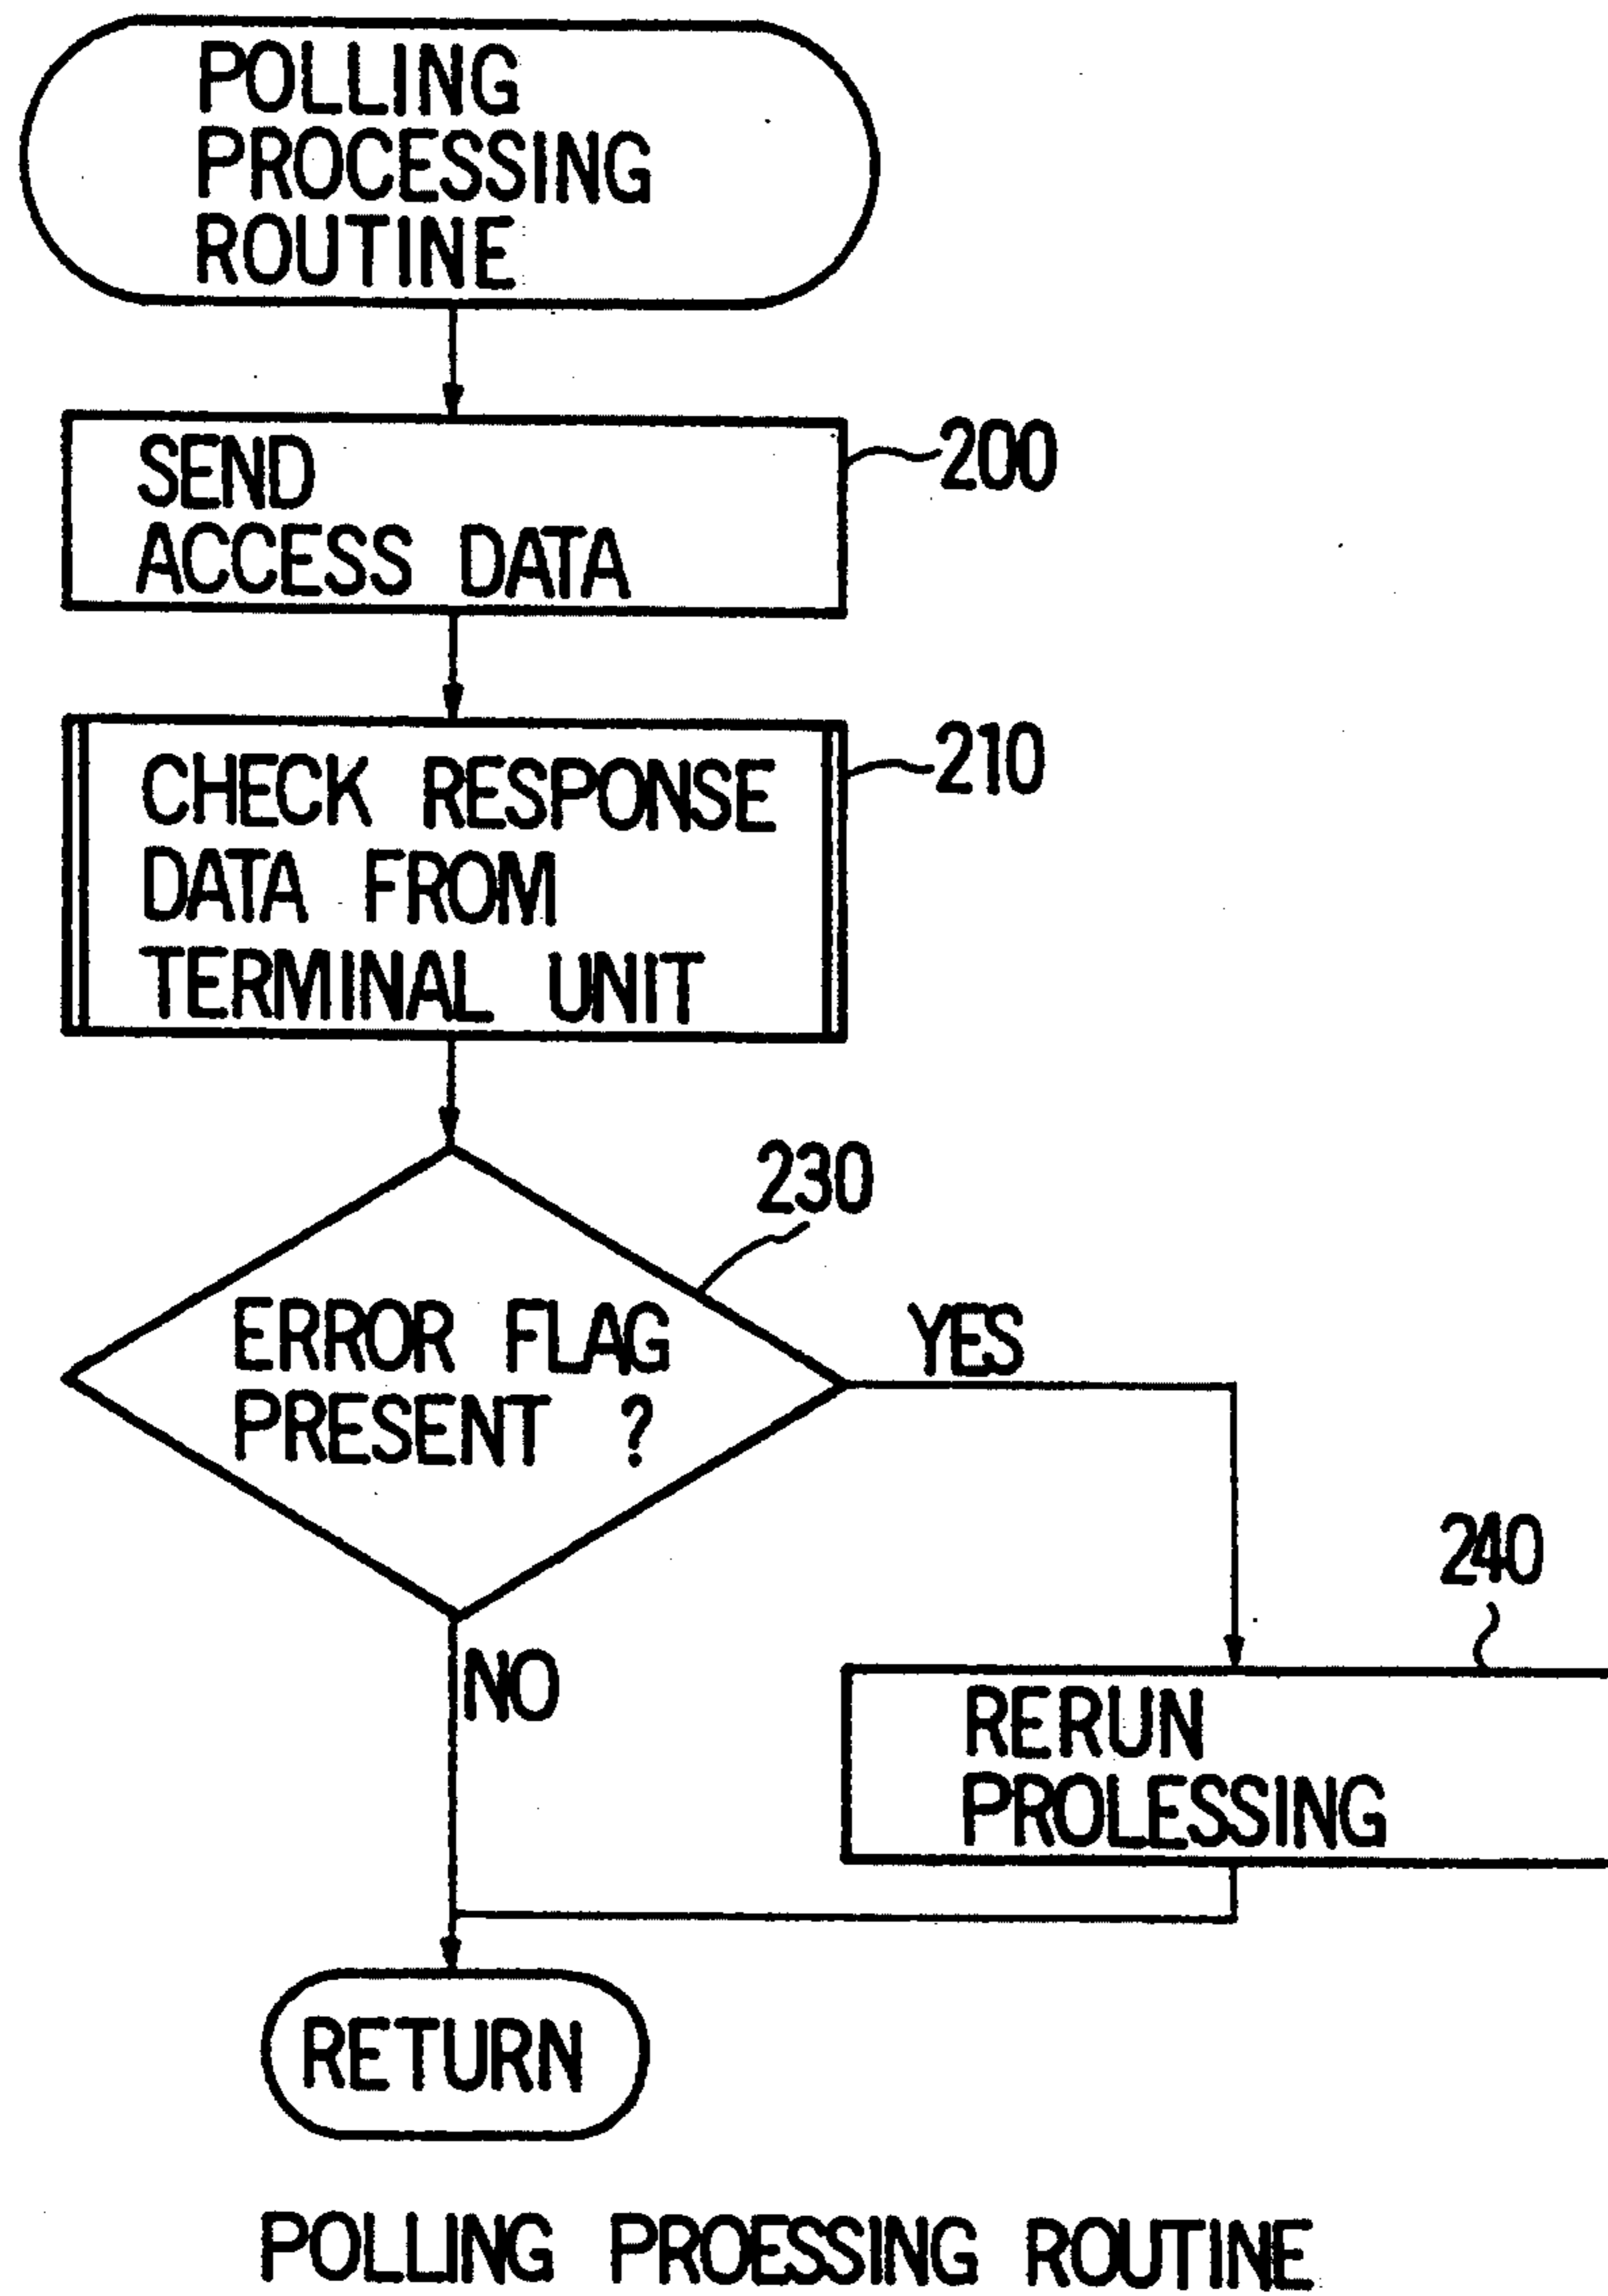 POLLING
PROCESSING
ROUTINE
SEND
ACCESS DATA
200
CHECK RESPONSE
DATA FROM
TERMINAL UNIT
210
230
ERROR FLAG
PRESENT ?
YES
NO
240
RERUN
PROLESSING
RETURN
POLLING PROESSING ROUTINE